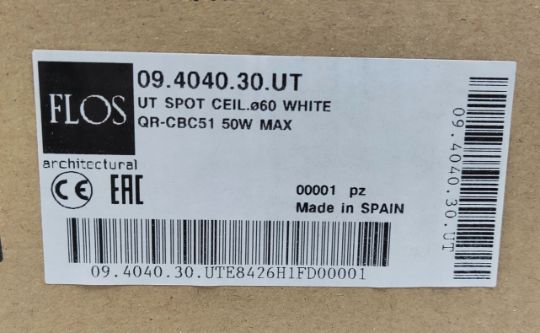 FLOS
architectural
09.4040.30.UT
UT SPOT CEIL.ø60 WHITE
QR-CBC51 50W MAX
CE EAC
00001 pz
Made in SPAIN
09.4040.30.UTE8426H1FD00001
09.4040.30.UT